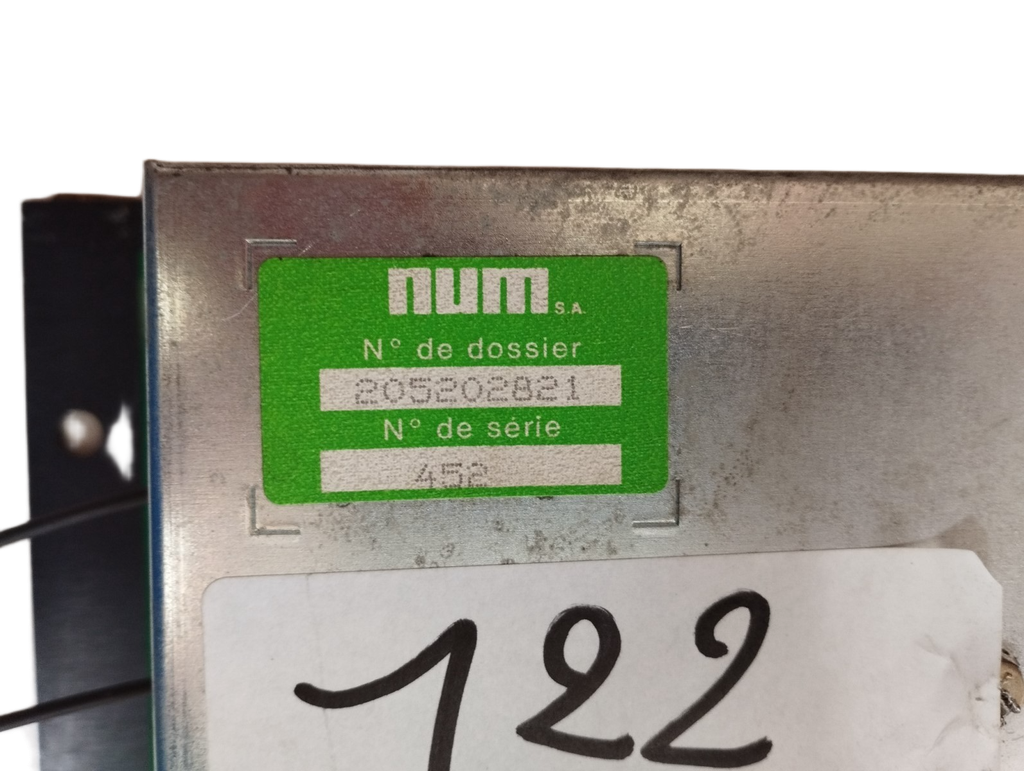 num S.A.
N° de dossier
205202821
N° de série
452
122